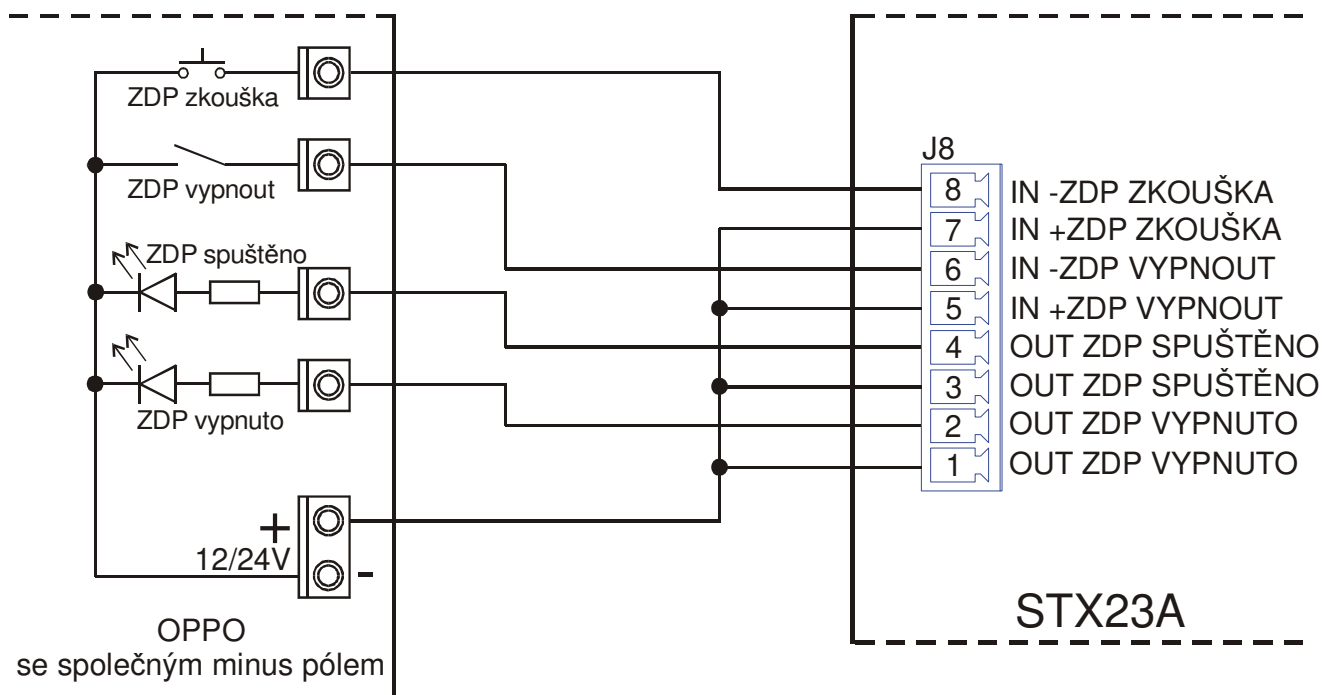 ZDP zkouška
ZDP vypnout
ZDP spuštěno
ZDP vypnuto
+
12/24V
-
OPPO
se společným minus pólem
J8
8 IN -ZDP ZKOUŠKA
7 IN +ZDP ZKOUŠKA
6 IN -ZDP VYPNOUT
5 IN +ZDP VYPNOUT
4 OUT ZDP SPUŠTĚNO
3 OUT ZDP SPUŠTĚNO
2 OUT ZDP VYPNUTO
1 OUT ZDP VYPNUTO
STX23A